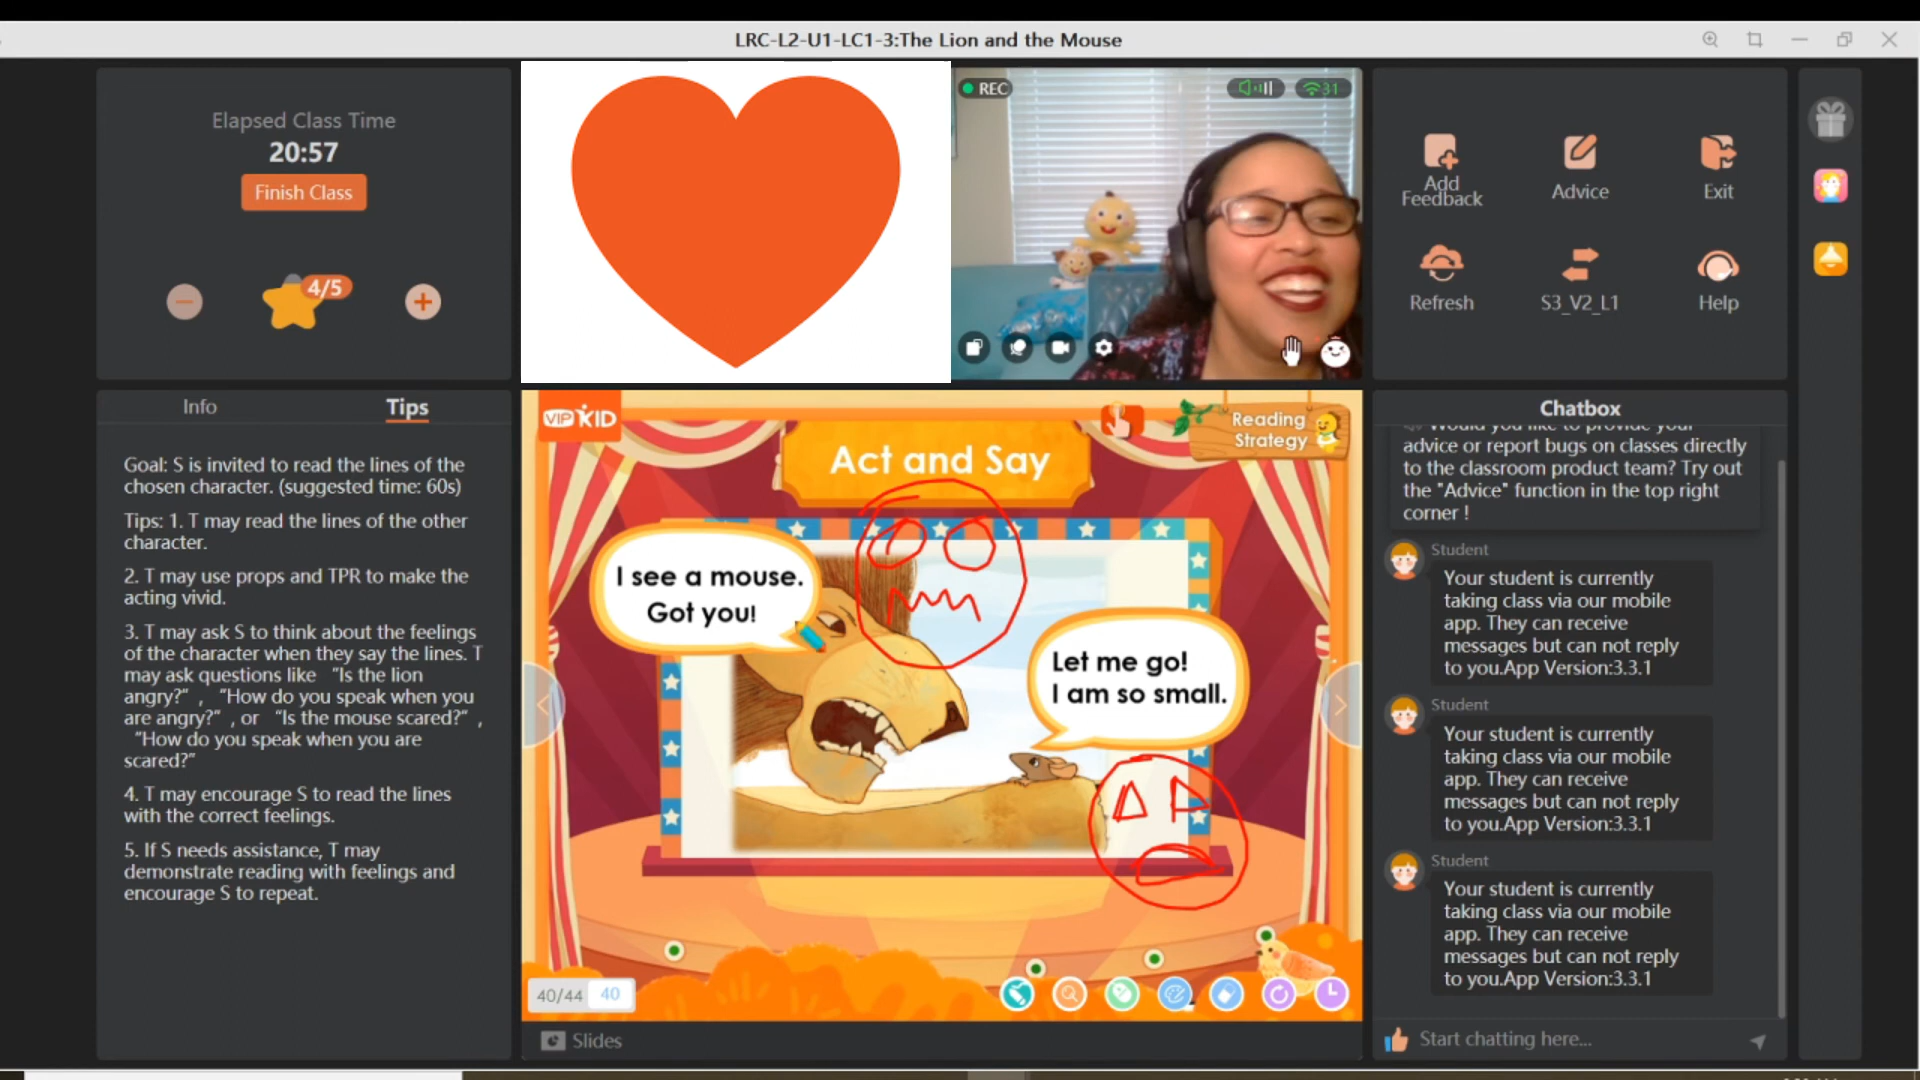 LRC-L2-U1-LC1-3:The Lion and the Mouse
Elapsed Class Time
20:57
Finish Class
4/5
REC
31
Add
Feedback
Advice
Exit
Refresh
S3_V2_L1
Help
Info
Tips
Goal: S is invited to read the lines of the
chosen character. (suggested time: 60s)
Tips: 1. T may read the lines of the other
character.
2. T may use props and TPR to make the
acting vivid.
3. T may ask S to think about the feelings
of the character when they say the lines. T
may ask questions like “Is the lion
angry?“ , “How do you speak when you
are angry?“ , or “Is the mouse scared?“ ,
“How do you speak when you are
scared?“
4. T may encourage S to read the lines
with the correct feelings.
5. If S needs assistance, T may
demonstrate reading with feelings and
encourage S to repeat.
VIPKID
Reading
Strategy
Act and Say
I see a mouse.
Got you!
Let me go!
I am so small.
40/44
40
Slides
Chatbox
Would you like to provide your
advice or report bugs on classes directly
to the classroom product team? Try out
the "Advice" function in the top right
corner !
Student
Your student is currently
taking class via our mobile
app. They can receive
messages but can not reply
to you.App Version:3.3.1
Student
Your student is currently
taking class via our mobile
app. They can receive
messages but can not reply
to you.App Version:3.3.1
Student
Your student is currently
taking class via our mobile
app. They can receive
messages but can not reply
to you.App Version:3.3.1
Start chatting here...